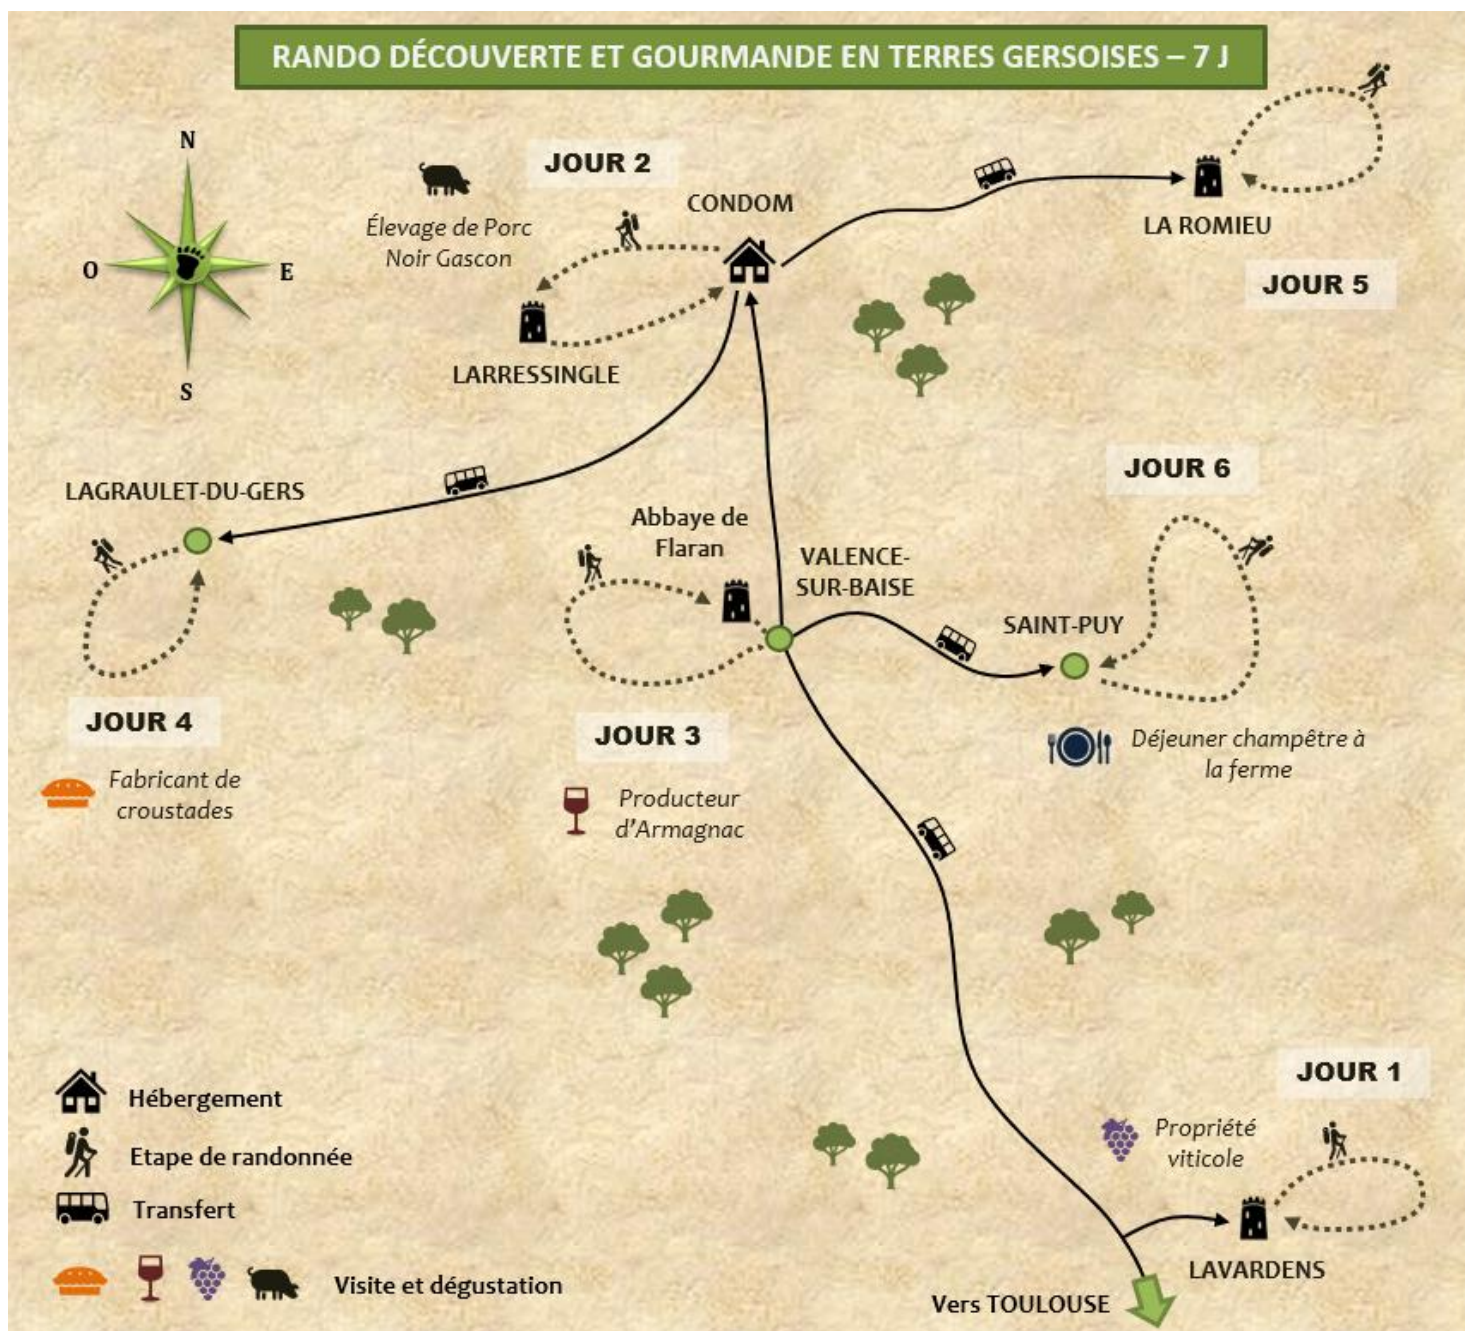 RANDO DÉCOUVERTE ET GOURMANDE EN TERRES GERSOISES – 7 J
N
O
E
S
JOUR 2
Élevage de Porc
Noir Gascon
CONDOM
LARRESSINGLE
LA ROMIEU
JOUR 5
LAGRAULET-DU-GERS
JOUR 4
Fabricant de
croustades
Abbaye de
Flaran
VALENCE-
SUR-BAISE
JOUR 3
Producteur
d'Armagnac
JOUR 6
SAINT-PUY
Déjeuner champêtre à
la ferme
JOUR 1
Propriété
viticole
LAVARDENS
Vers TOULOUSE
Hébergement
Etape de randonnée
Transfert
Visite et dégustation